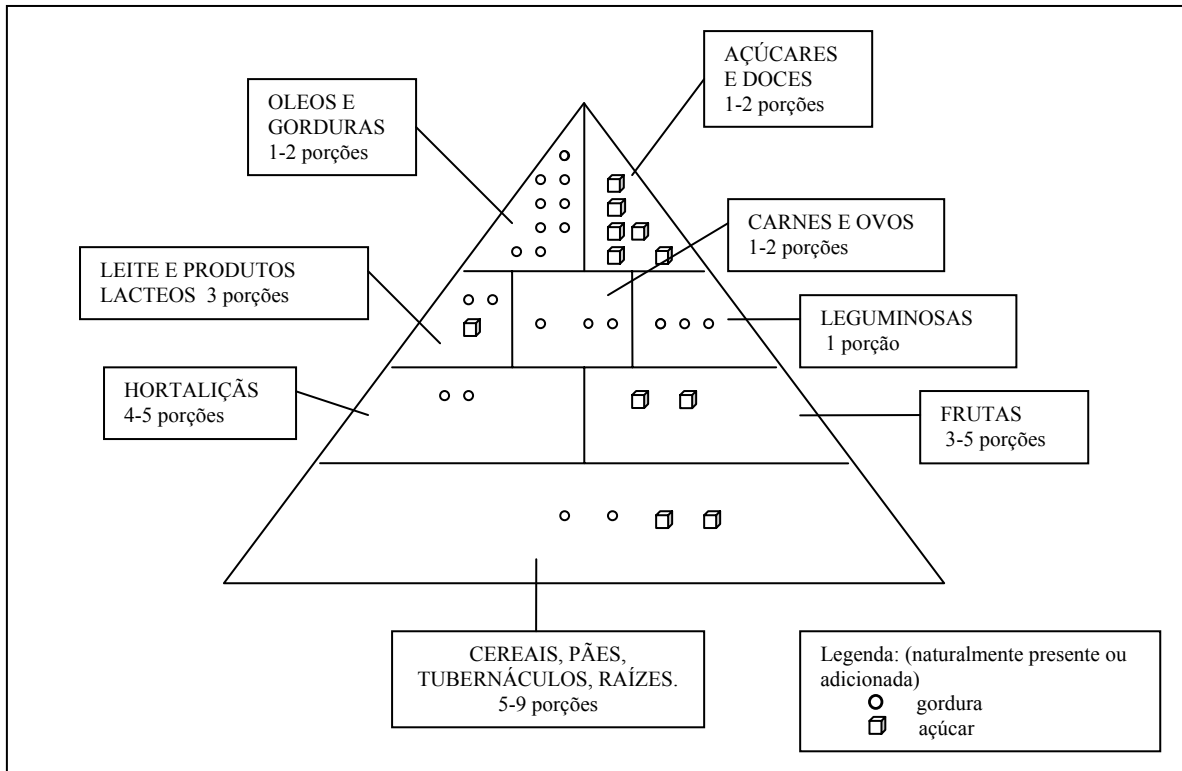 AÇÚCARES
E DOCES
1-2 porções
OLEOS E
GORDURAS
1-2 porções
CARNES E OVOS
1-2 porções
LEITE E PRODUTOS
LACTEOS 3 porções
LEGUMINOSAS
1 porção
HORTALIÇÃS
4-5 porções
FRUTAS
3-5 porções
CEREAIS, PÃES,
TUBERNÁCULOS, RAÍZES.
5-9 porções
Legenda: (naturalmente presente ou
adicionada)
gordura
açúcar